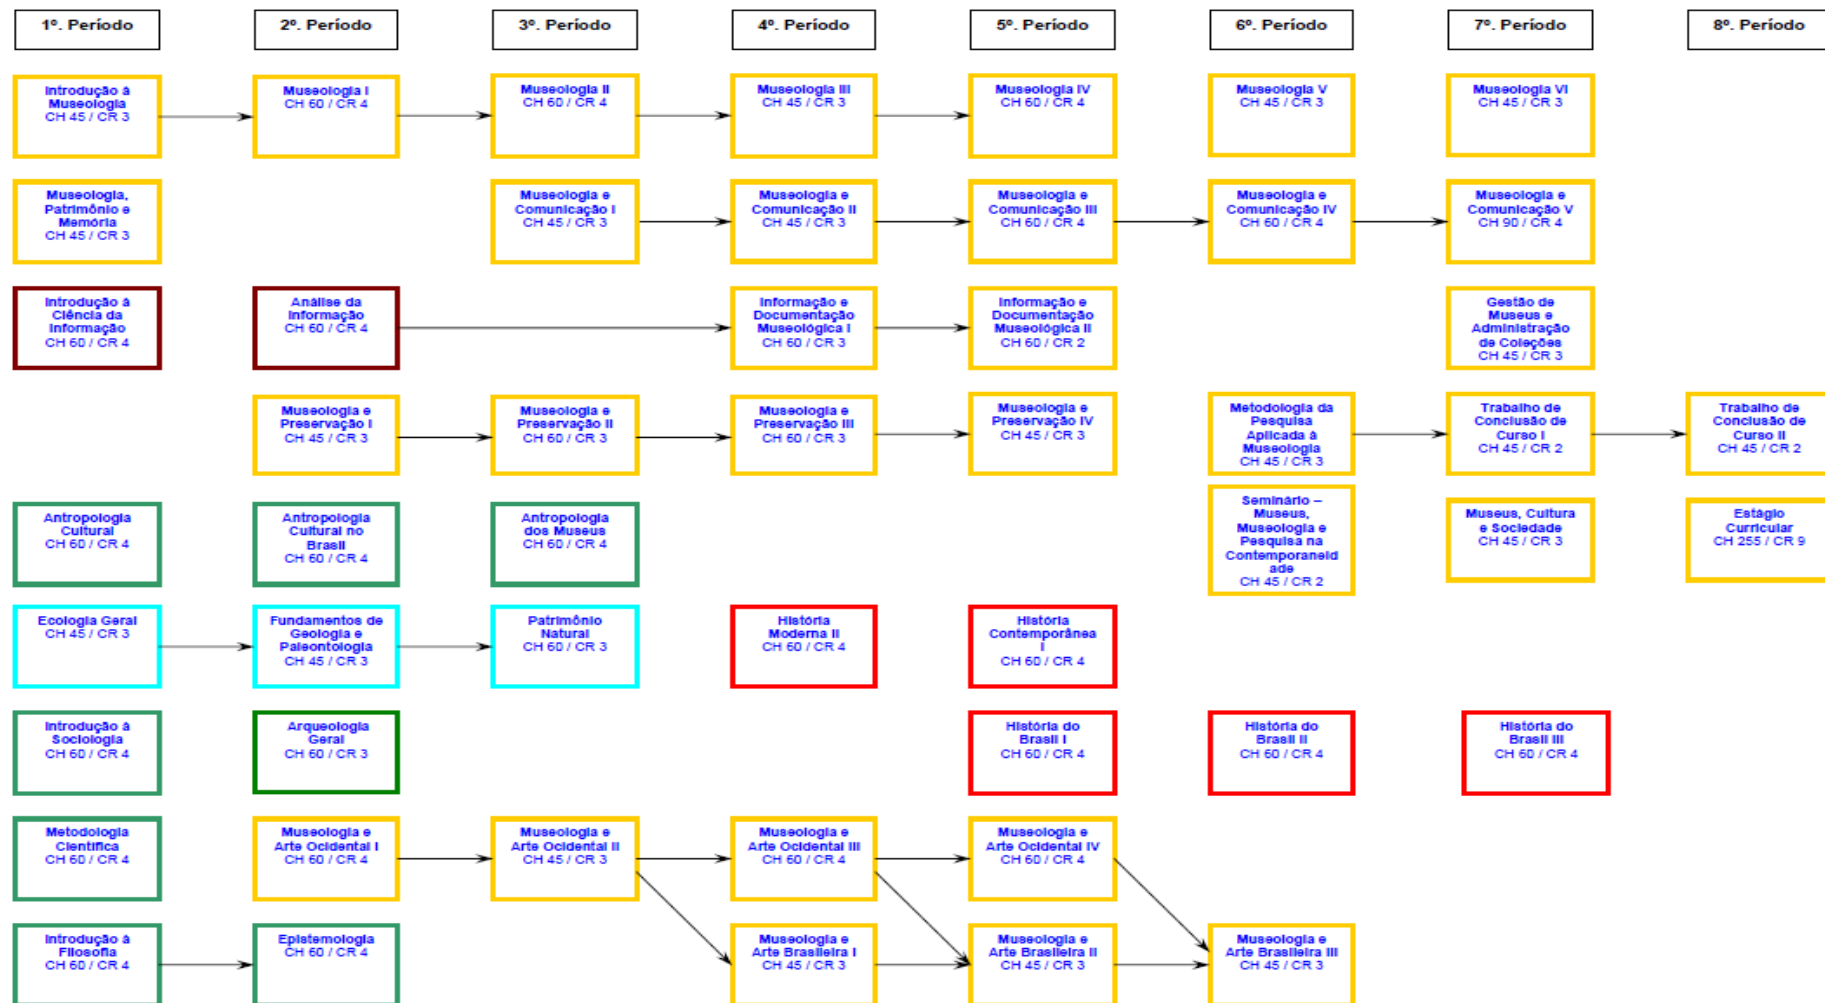 1º. Período
2º. Período
3º. Período
4º. Período
5º. Período
6º. Período
7º. Período
8º. Período
Introdução à
Museologia
CH 45 / CR 3
Museologia I
CH 60 / CR 4
Museologia II
CH 60 / CR 4
Museologia III
CH 45 / CR 3
Museologia IV
CH 60 / CR 4
Museologia V
CH 45 / CR 3
Museologia VI
CH 45 / CR 3
Museologia,
Patrimônio e
Memória
CH 45 / CR 3
Museologia e
Comunicação I
CH 45 / CR 3
Museologia e
Comunicação II
CH 45 / CR 3
Museologia e
Comunicação III
CH 60 / CR 4
Museologia e
Comunicação IV
CH 60 / CR 4
Museologia e
Comunicação V
CH 90 / CR 4
Introdução à
Ciência da
Informação
CH 60 / CR 4
Análise da
Informação
CH 60 / CR 4
Informação e
Documentação
Museológica I
CH 60 / CR 3
Informação e
Documentação
Museológica II
CH 60 / CR 2
Gestão de
Museus e
Administração
de Coleções
CH 45 / CR 3
Museologia e
Preservação I
CH 45 / CR 3
Museologia e
Preservação II
CH 60 / CR 3
Museologia e
Preservação III
CH 60 / CR 3
Museologia e
Preservação IV
CH 45 / CR 3
Metodologia da
Pesquisa
Aplicada à
Museologia
CH 45 / CR 3
Trabalho de
Conclusão de
Curso I
CH 45 / CR 2
Trabalho de
Conclusão de
Curso II
CH 45 / CR 2
Antropologia
Cultural
CH 60 / CR 4
Antropologia
Cultural no
Brasil
CH 60 / CR 4
Antropologia
dos Museus
CH 60 / CR 4
Seminário –
Museus,
Museologia e
Pesquisa na
Contemporaneid
ade
CH 45 / CR 2
Museus, Cultura
e Sociedade
CH 45 / CR 3
Estágio
Curricular
CH 255 / CR 9
Ecologia Geral
CH 45 / CR 3
Fundamentos de
Geologia e
Paleontologia
CH 45 / CR 3
Patrimônio
Natural
CH 60 / CR 3
História
Moderna II
CH 60 / CR 4
História
Contemporânea
I
CH 60 / CR 4
Introdução à
Sociologia
CH 60 / CR 4
Arqueologia
Geral
CH 60 / CR 3
História do
Brasil I
CH 60 / CR 4
História do
Brasil II
CH 60 / CR 4
História do
Brasil III
CH 60 / CR 4
Metodologia
Científica
CH 60 / CR 4
Museologia e
Arte Ocidental I
CH 60 / CR 4
Museologia e
Arte Ocidental II
CH 45 / CR 3
Museologia e
Arte Ocidental III
CH 60 / CR 4
Museologia e
Arte Ocidental IV
CH 60 / CR 4
Introdução à
Filosofia
CH 60 / CR 4
Epistemologia
CH 60 / CR 4
Museologia e
Arte Brasileira I
CH 45 / CR 3
Museologia e
Arte Brasileira II
CH 45 / CR 3
Museologia e
Arte Brasileira III
CH 45 / CR 3